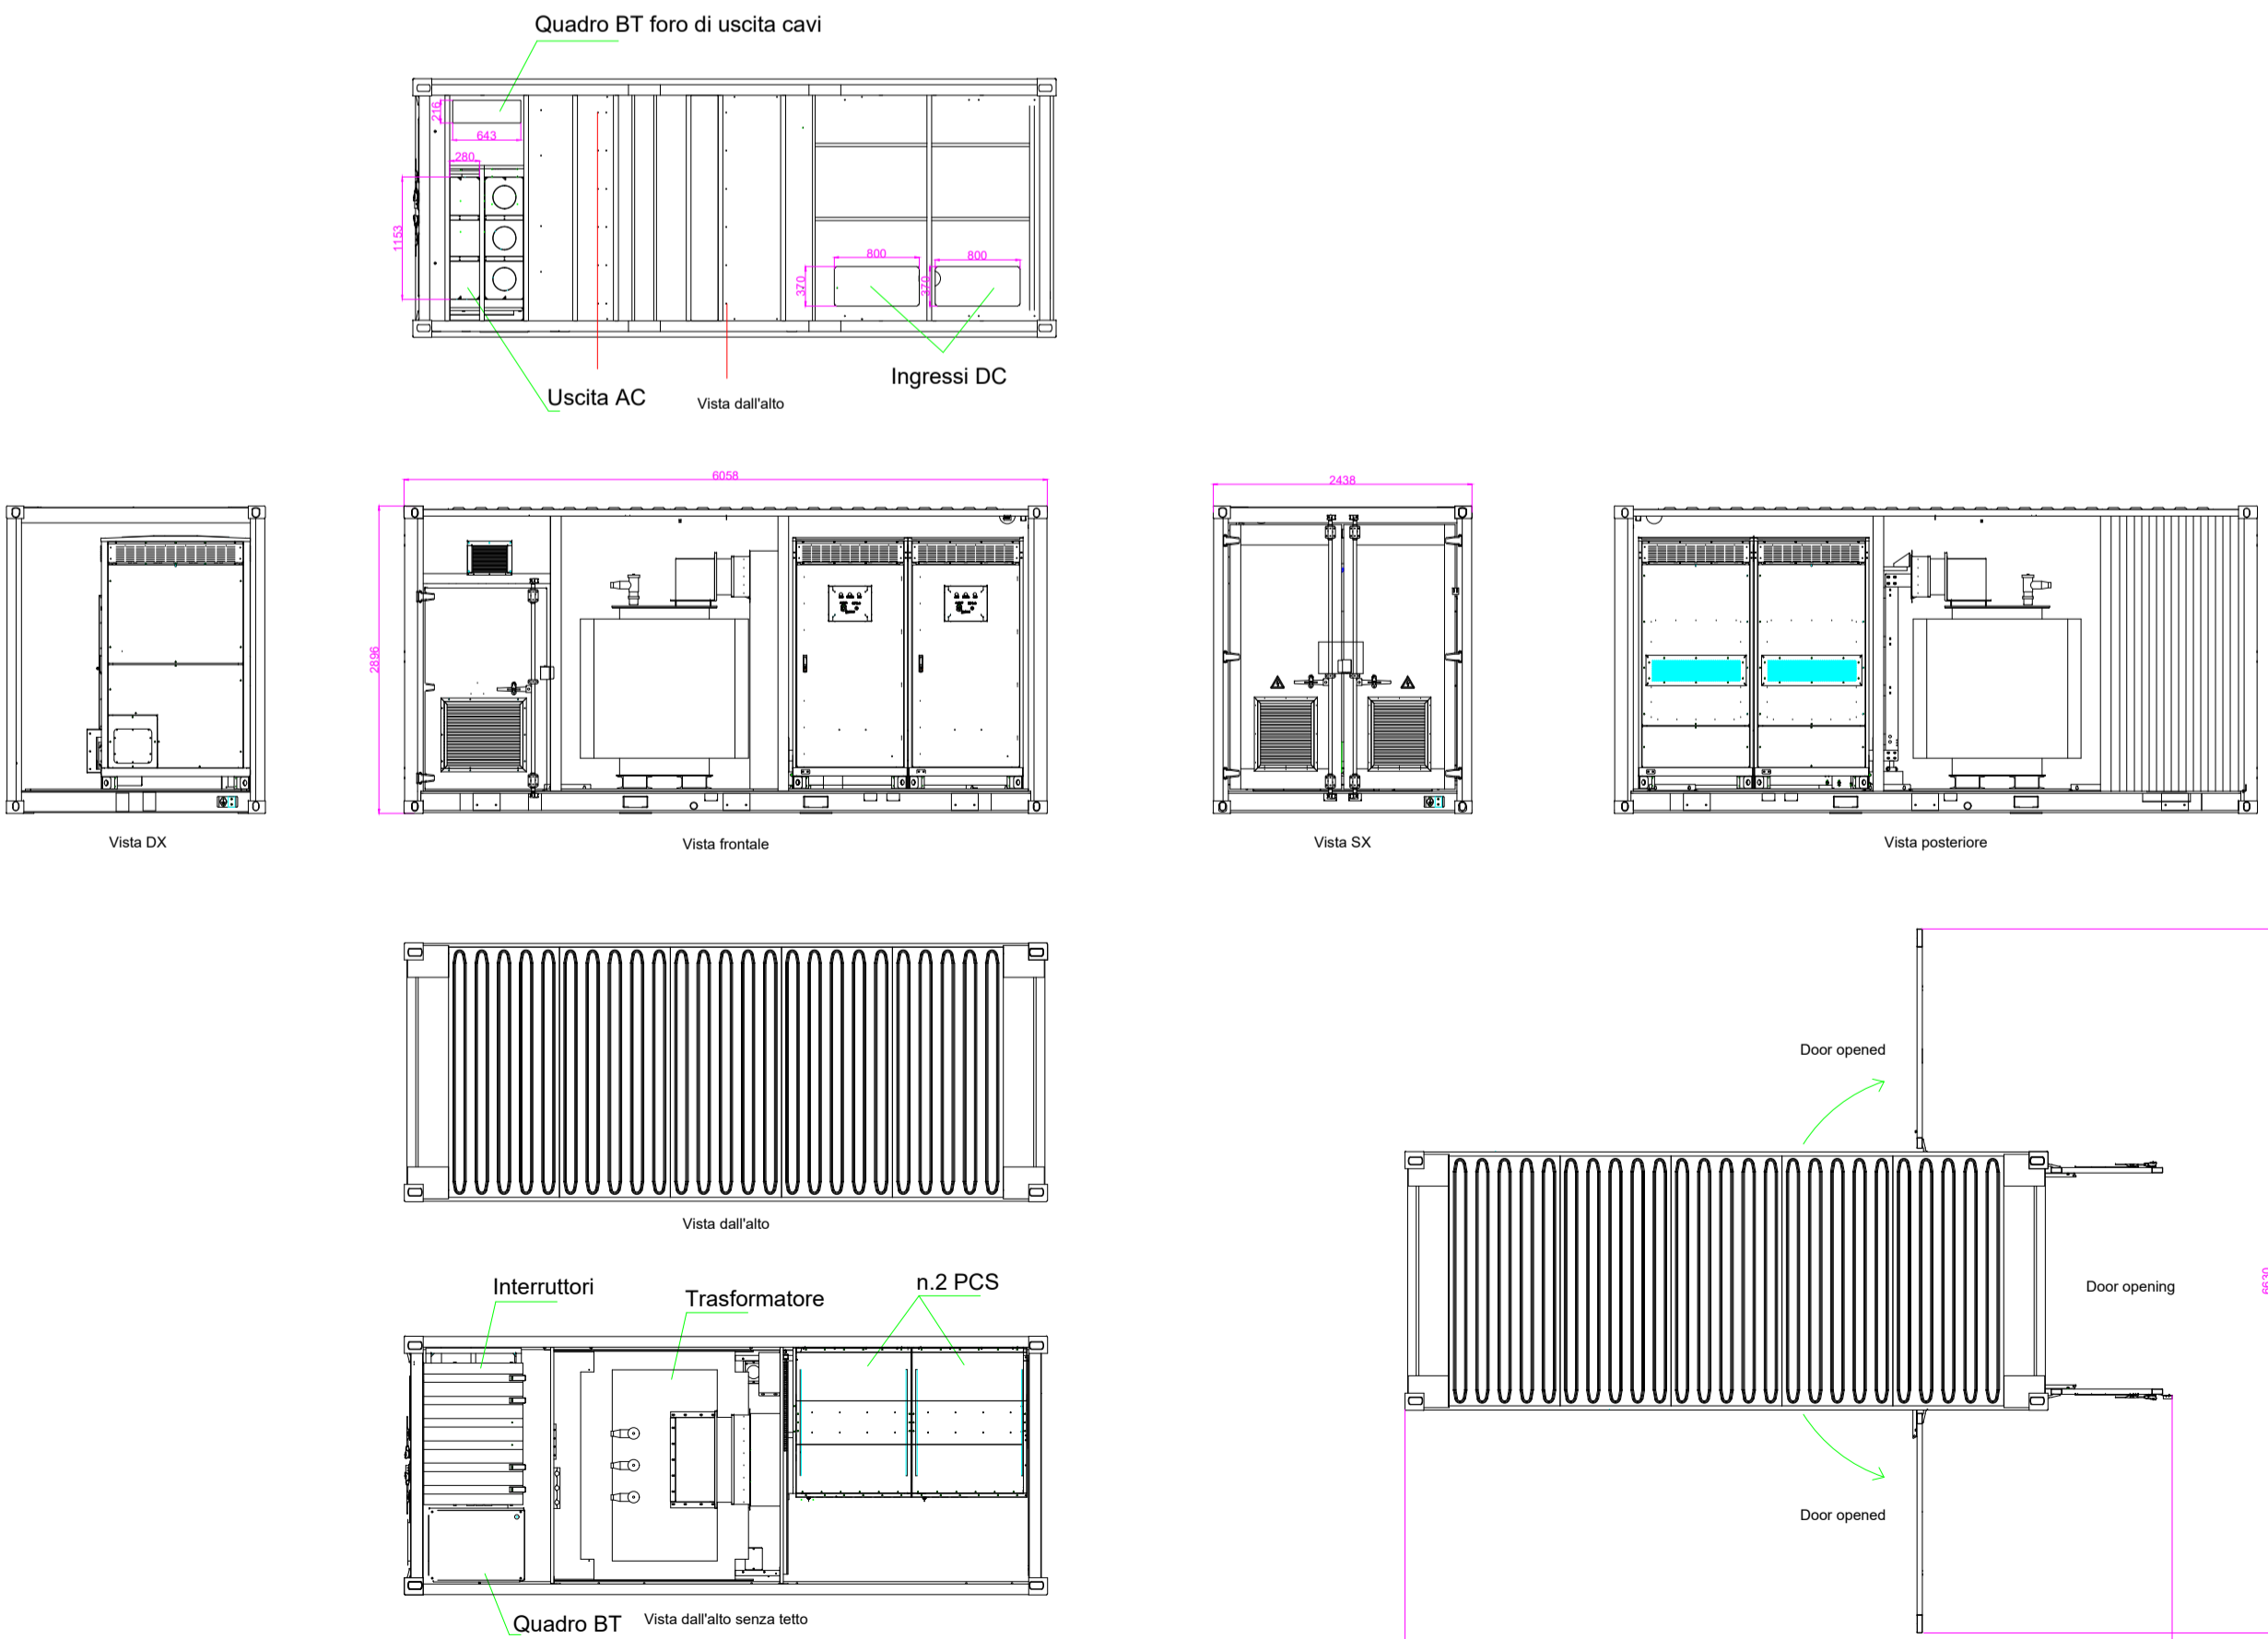 Quadro BT foro di uscita cavi
216
643
280
1153
800
800
370
370
Ingressi DC
Uscita AC
Vista dall'alto
6058
2438
2896
Vista DX
Vista frontale
Vista SX
Vista posteriore
Door opened
Vista dall'alto
Door opening
6630
Interruttori
Trasformatore
n.2 PCS
Door opened
Quadro BT
Vista dall'alto senza tetto